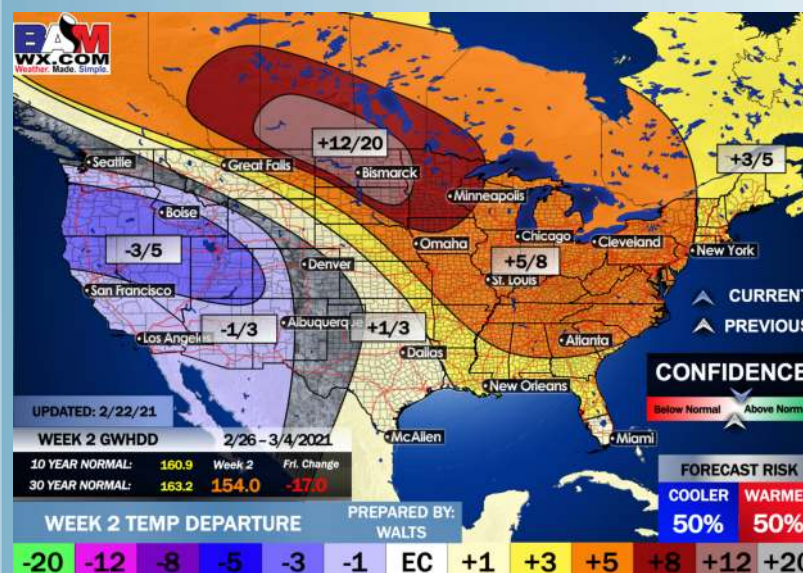 BAM
WX.COM
Weather. Made. Simple.
+12/20
+3/5
Seattle
Great Falls
Bismarck
Minneapolis
Boise
-3/5
Omaha
Chicago
Cleveland
New York
+5/8
Denver
St. Louis
San Francisco
CURRENT
-1/3
Albuquerque
+1/3
PREVIOUS
Los Angeles
Atlanta
Dallas
CONFIDENCE
New Orleans
Below Normal
Above Norm
UPDATED: 2/22/21
WEEK 2 GWHDD 2/26 – 3/4/2021
McAllen
Miami
10 YEAR NORMAL: 160.9 Week 2 Fri. Change
30 YEAR NORMAL: 163.2 154.0 -17.0
FORECAST RISK
COOLER WARME
50% 50%
WEEK 2 TEMP DEPARTURE
PREPARED BY:
WALTS
-20 -12 -8 -5 -3 -1 EC +1 +3 +5 +8 +12 +20